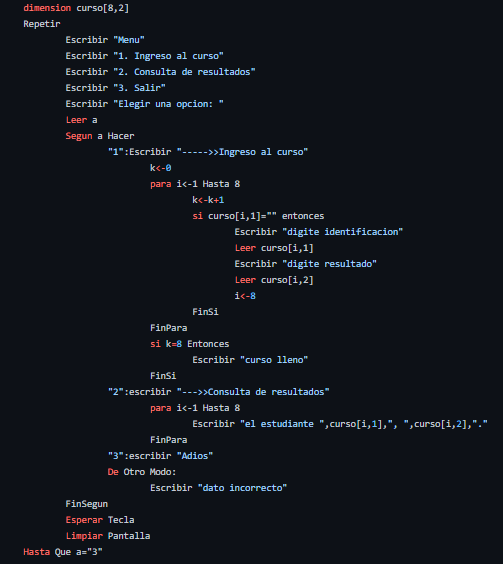 dimension curso[8,2]
Repetir
Escribir "Menu"
Escribir "1. Ingreso al curso"
Escribir "2. Consulta de resultados"
Escribir "3. Salir"
Escribir "Elegir una opcion: "
Leer a
Segun a Hacer
"1":Escribir "----->>Ingreso al curso"
k<-0
para i<-1 Hasta 8
k<-k+1
si curso[i,1]="" entonces
Escribir "digite identificacion"
Leer curso[i,1]
Escribir "digite resultado"
Leer curso[i,2]
i<-8
FinSi
FinPara
si k=8 Entonces
Escribir "curso lleno"
FinSi
"2":escribir "--->>Consulta de resultados"
para i<-1 Hasta 8
Escribir "el estudiante ",curso[i,1],", ",curso[i,2],"."
FinPara
"3":escribir "Adios"
De Otro Modo:
Escribir "dato incorrecto"
FinSegun
Esperar Tecla
Limpiar Pantalla
Hasta Que a="3"